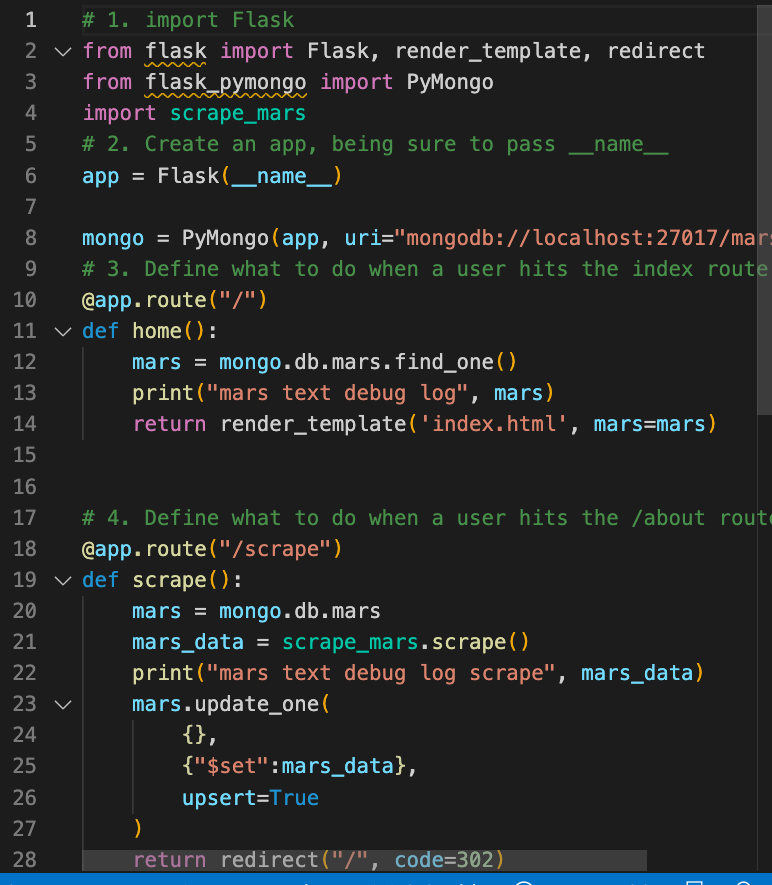 1 # 1. import Flask
2 from flask import Flask, render_template, redirect
3 from flask_pymongo import PyMongo
4 import scrape_mars
5 # 2. Create an app, being sure to pass __name__
6 app = Flask(__name__)
7
8 mongo = PyMongo(app, uri="mongodb://localhost:27017/mar
9 # 3. Define what to do when a user hits the index route
10 @app.route("/")
11 def home():
12     mars = mongo.db.mars.find_one()
13     print("mars text debug log", mars)
14     return render_template('index.html', mars=mars)
15
16
17 # 4. Define what to do when a user hits the /about rout
18 @app.route("/scrape")
19 def scrape():
20     mars = mongo.db.mars
21     mars_data = scrape_mars.scrape()
22     print("mars text debug log scrape", mars_data)
23     mars.update_one(
24         {},
25         {"$set":mars_data},
26         upsert=True
27     )
28     return redirect("/", code=302)